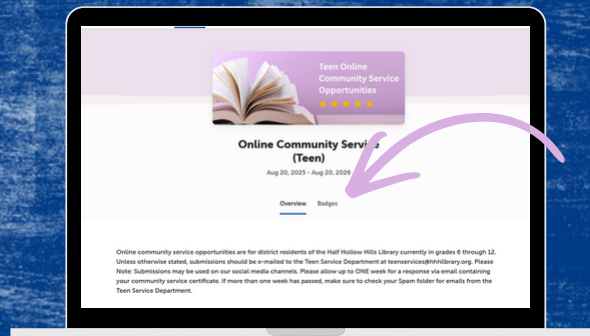 Teen Online
Community Service
Opportunities
Online Community Service
(Teen)
Aug 20, 2025 - Aug 20, 2026
Overview Badges
Online community service opportunities are for district residents of the Half Hollow Hills Library currently in grades 6 through 12.
Unless otherwise stated, submissions should be e-mailed to the Teen Service Department at teenservices@hhhlibrary.org. Please
Note: Submissions may be used on our social media channels. Please allow up to ONE week for a response via email containing
your community service certificate. If more than one week has passed, make sure to check your Spam folder for emails from the
Teen Service Department.